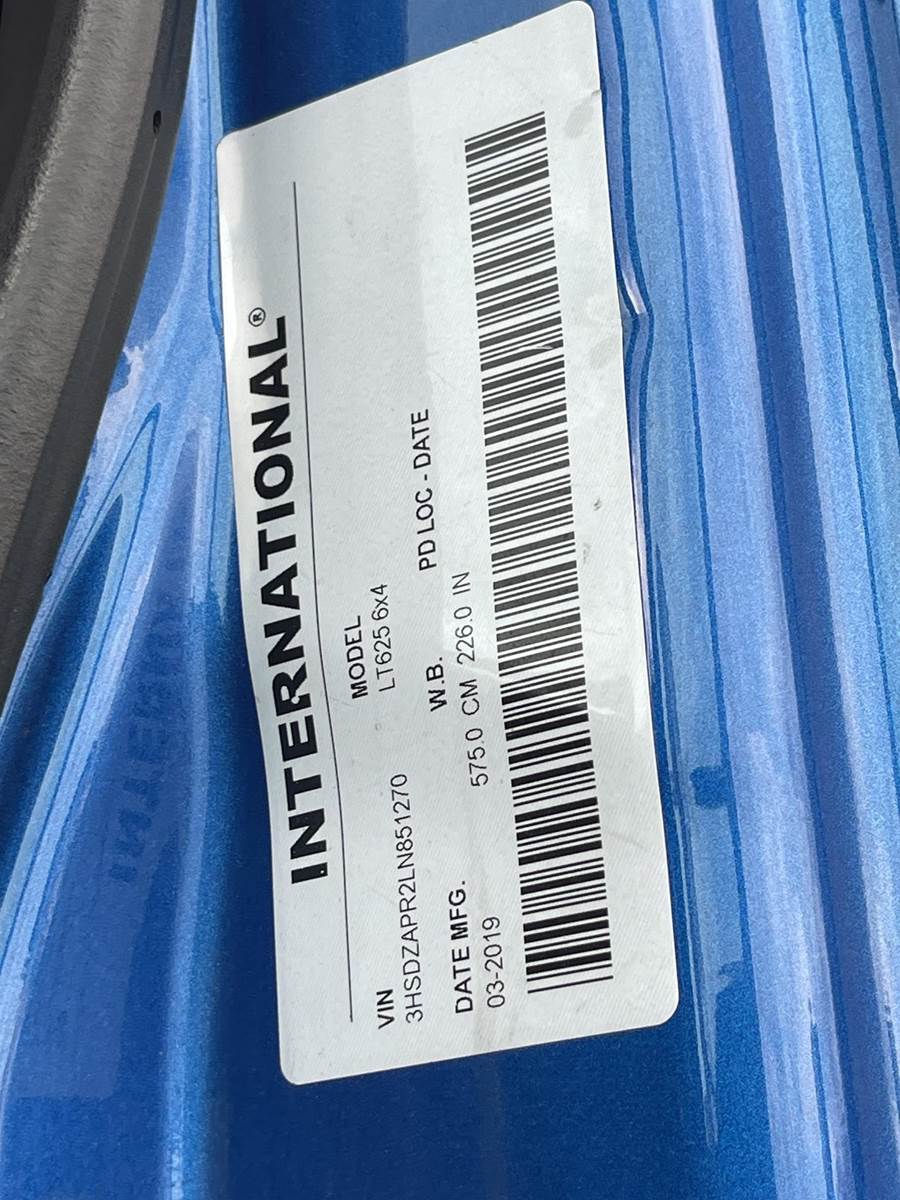 INTERNATIONAL®
VIN
MODEL
3HSDZAPR2LN851270
LT625 6x4
DATE MFG.
W.B.
PD LOC - DATE
03-2019
575.0 CM 226.0 IN